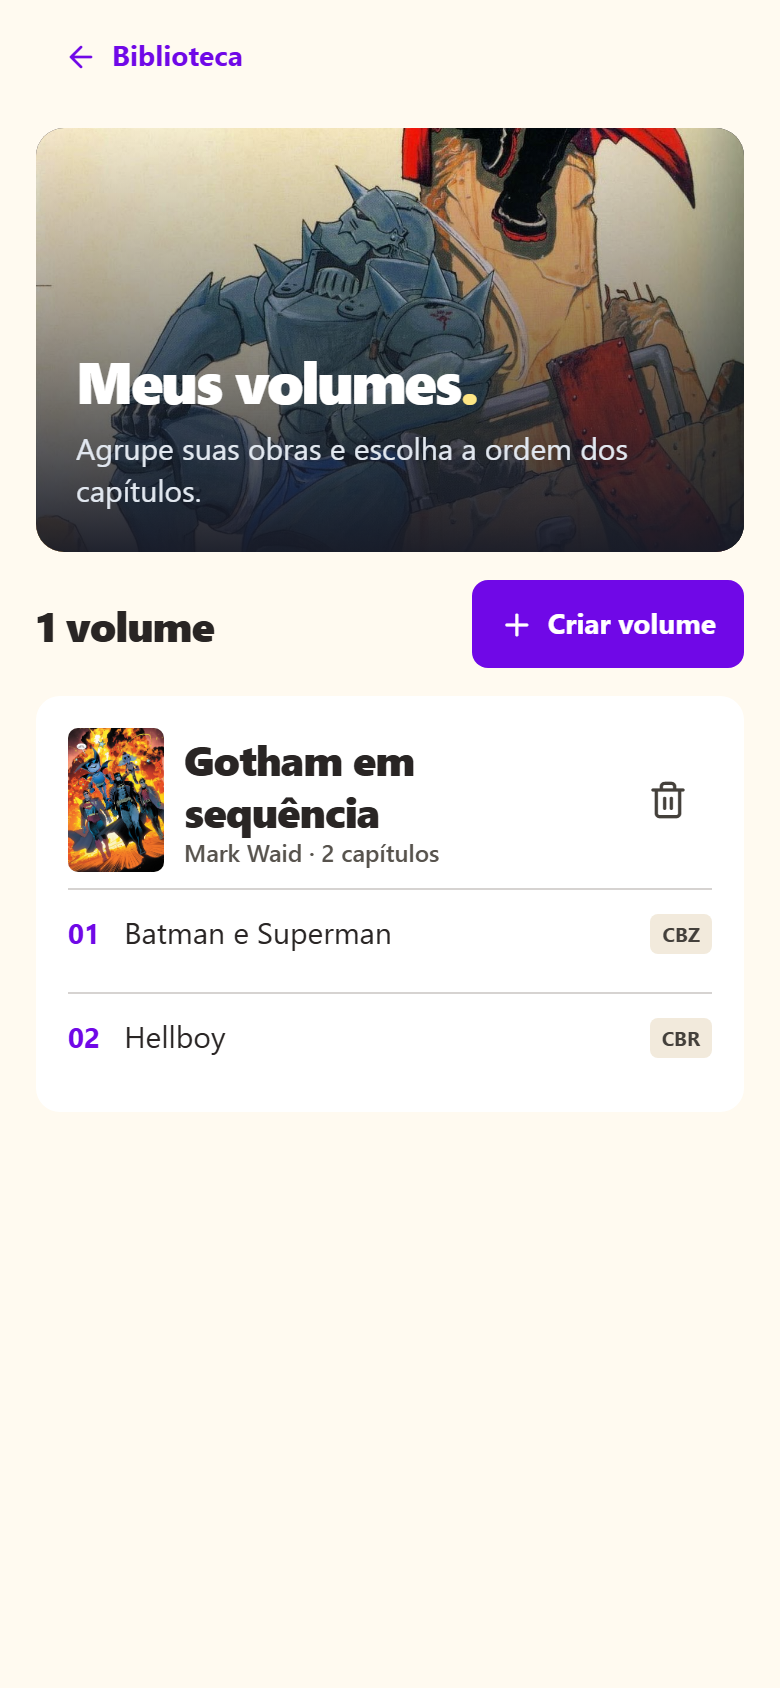 Biblioteca
Meus volumes.
Agrupe suas obras e escolha a ordem dos
capítulos.
1 volume
Criar volume
Gotham em
sequência
Mark Waid · 2 capítulos
01 Batman e Superman CBZ
02 Hellboy CBR